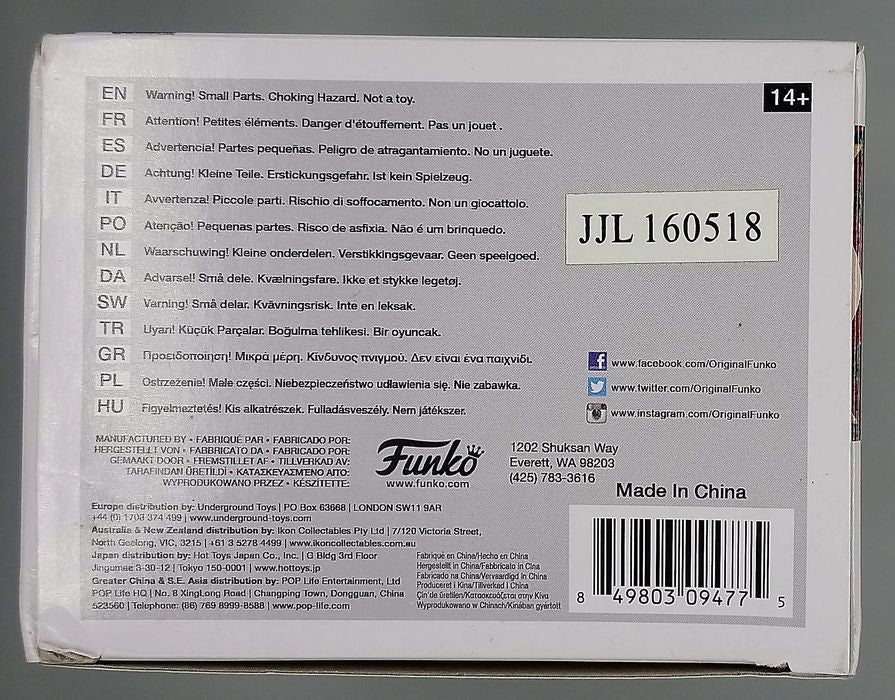 14+
EN Warning! Small Parts. Choking Hazard. Not a toy.
FR Attention! Petites éléments. Danger d'étouffement. Pas un jouet .
ES Advertencia! Partes pequeñas. Peligro de atragantamiento. No un juguete.
DE Achtung! Kleine Teile. Erstickungsgefahr. Ist kein Spielzeug.
IT Avvertenza! Piccole parti. Rischio di soffocamento. Non un giocattolo.
PO Atenção! Pequenas partes. Risco de asfixia. Não é um brinquedo.
NL Waarschuwing! Kleine onderdelen. Verstikkingsgevaar. Geen speelgoed.
DA Advarsel! Små dele. Kvælningsfare. Ikke et stykke legetøj.
SW Varning! Små delar. Kvävningsrisk. Inte en leksak.
TR Uyarı! Küçük Parçalar. Boğulma tehlikesi. Bir oyuncak.
GR Προειδοποίηση! Μικρά μέρη. Κίνδυνος πνιγμού. Δεν είναι ένα παιχνίδι.
PL Ostrzeżenie! Małe części. Niebezpieczeństwo udławienia się. Nie zabawka.
HU Figyelmeztetés! Kis alkatrészek. Fulladásveszély. Nem játékszer.
JJL 160518
www.facebook.com/OriginalFunko
www.twitter.com/OriginalFunko
www.instagram.com/OriginalFunko
MANUFACTURED BY • FABRIQUÉ PAR • FABRICADO POR:
HERGESTELLT VON • FABBRICATO DA • FABRICADO POR:
GEMAAKT DOOR • FREMSTILLET AF • TILLVERKAD AV:
TARAFINDAN ÜRETİLDİ • ΚΑΤΑΣΚΕΥΑΣΜΕΝΟ ΑΠΟ:
WYPRODUKOWANO PRZEZ • KÉSZÍTETTE:
Funko
www.funko.com
1202 Shuksan Way
Everett, WA 98203
(425) 783-3616
Made In China
Europe distribution by: Underground Toys | PO Box 63668 | LONDON SW11 9AR
+44 (0) 1708 374 499 | www.underground-toys.com
Australia & New Zealand distribution by: Ikon Collectables Pty Ltd | 7/120 Victoria Street,
North Geelong, VIC, 3215 | +61 3 5278 4499 | www.ikoncollectables.com.au
Japan distribution by: Hot Toys Japan Co., Inc. | G Bldg 3rd Floor
Jingumae 3-30-12 | Tokyo 150-0001 | www.hottoys.jp
Greater China & S.E. Asia distribution by: POP Life Entertainment, Ltd
POP Life HQ | No. 8 XingLong Road | Changping Town, Dongguan, China
523560 | Telephone: (86) 769 8999-8588 | www.pop-life.com
Fabriqué en China/Hecho en China
Hergestellt in China/Fabbricato in Cina
Fabricado na China/Vervaardigd in China
Produceret i Kina/Tillverkad i China
Çin'de üretilen/Κατασκευάζεται στην Κίνα
Wyprodukowano w Chinach/Kínában gyártott
8 49803 09477 5